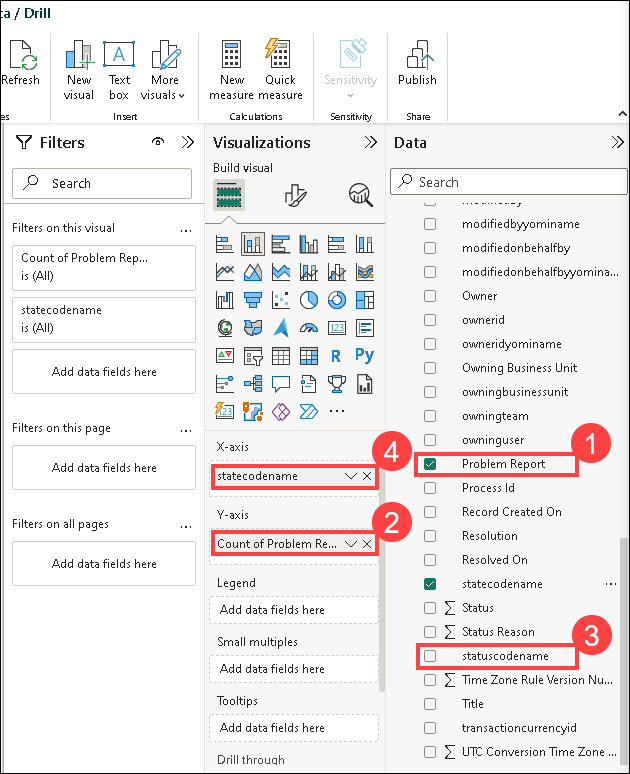 ta / Drill
Refresh
New
visual
Text
box
More
visuals
New
measure
Quick
measure
Sensitivity
Publish
es
Insert
Calculations
Sensitivity
Share
Filters
Search
Filters on this visual
...
Count of Problem Rep...
is (All)
statecodename
is (All)
Add data fields here
Filters on this page
...
Add data fields here
Filters on all pages
...
Add data fields here
Visualizations
Build visual
123
R
Py
123
...
X-axis
statecodename
4
Y-axis
2
Count of Problem Re...
Legend
Add data fields here
Small multiples
Add data fields here
Tooltips
Add data fields here
Drill through
Data
Search
modifiedby
modifiedbyyominame
modifiedonbehalfby
modifiedonbehalfbyyomina...
Owner
ownerid
owneridyominame
Owning Business Unit
owningbusinessunit
owningteam
owninguser
1
Problem Report
Process Id
Record Created On
Resolution
Resolved On
statecodename ...
Σ Status
Σ Status Reason
3
statuscodename
Σ Time Zone Rule Version Nu...
Title
transactioncurrencyid
Σ UTC Conversion Time Zone ...